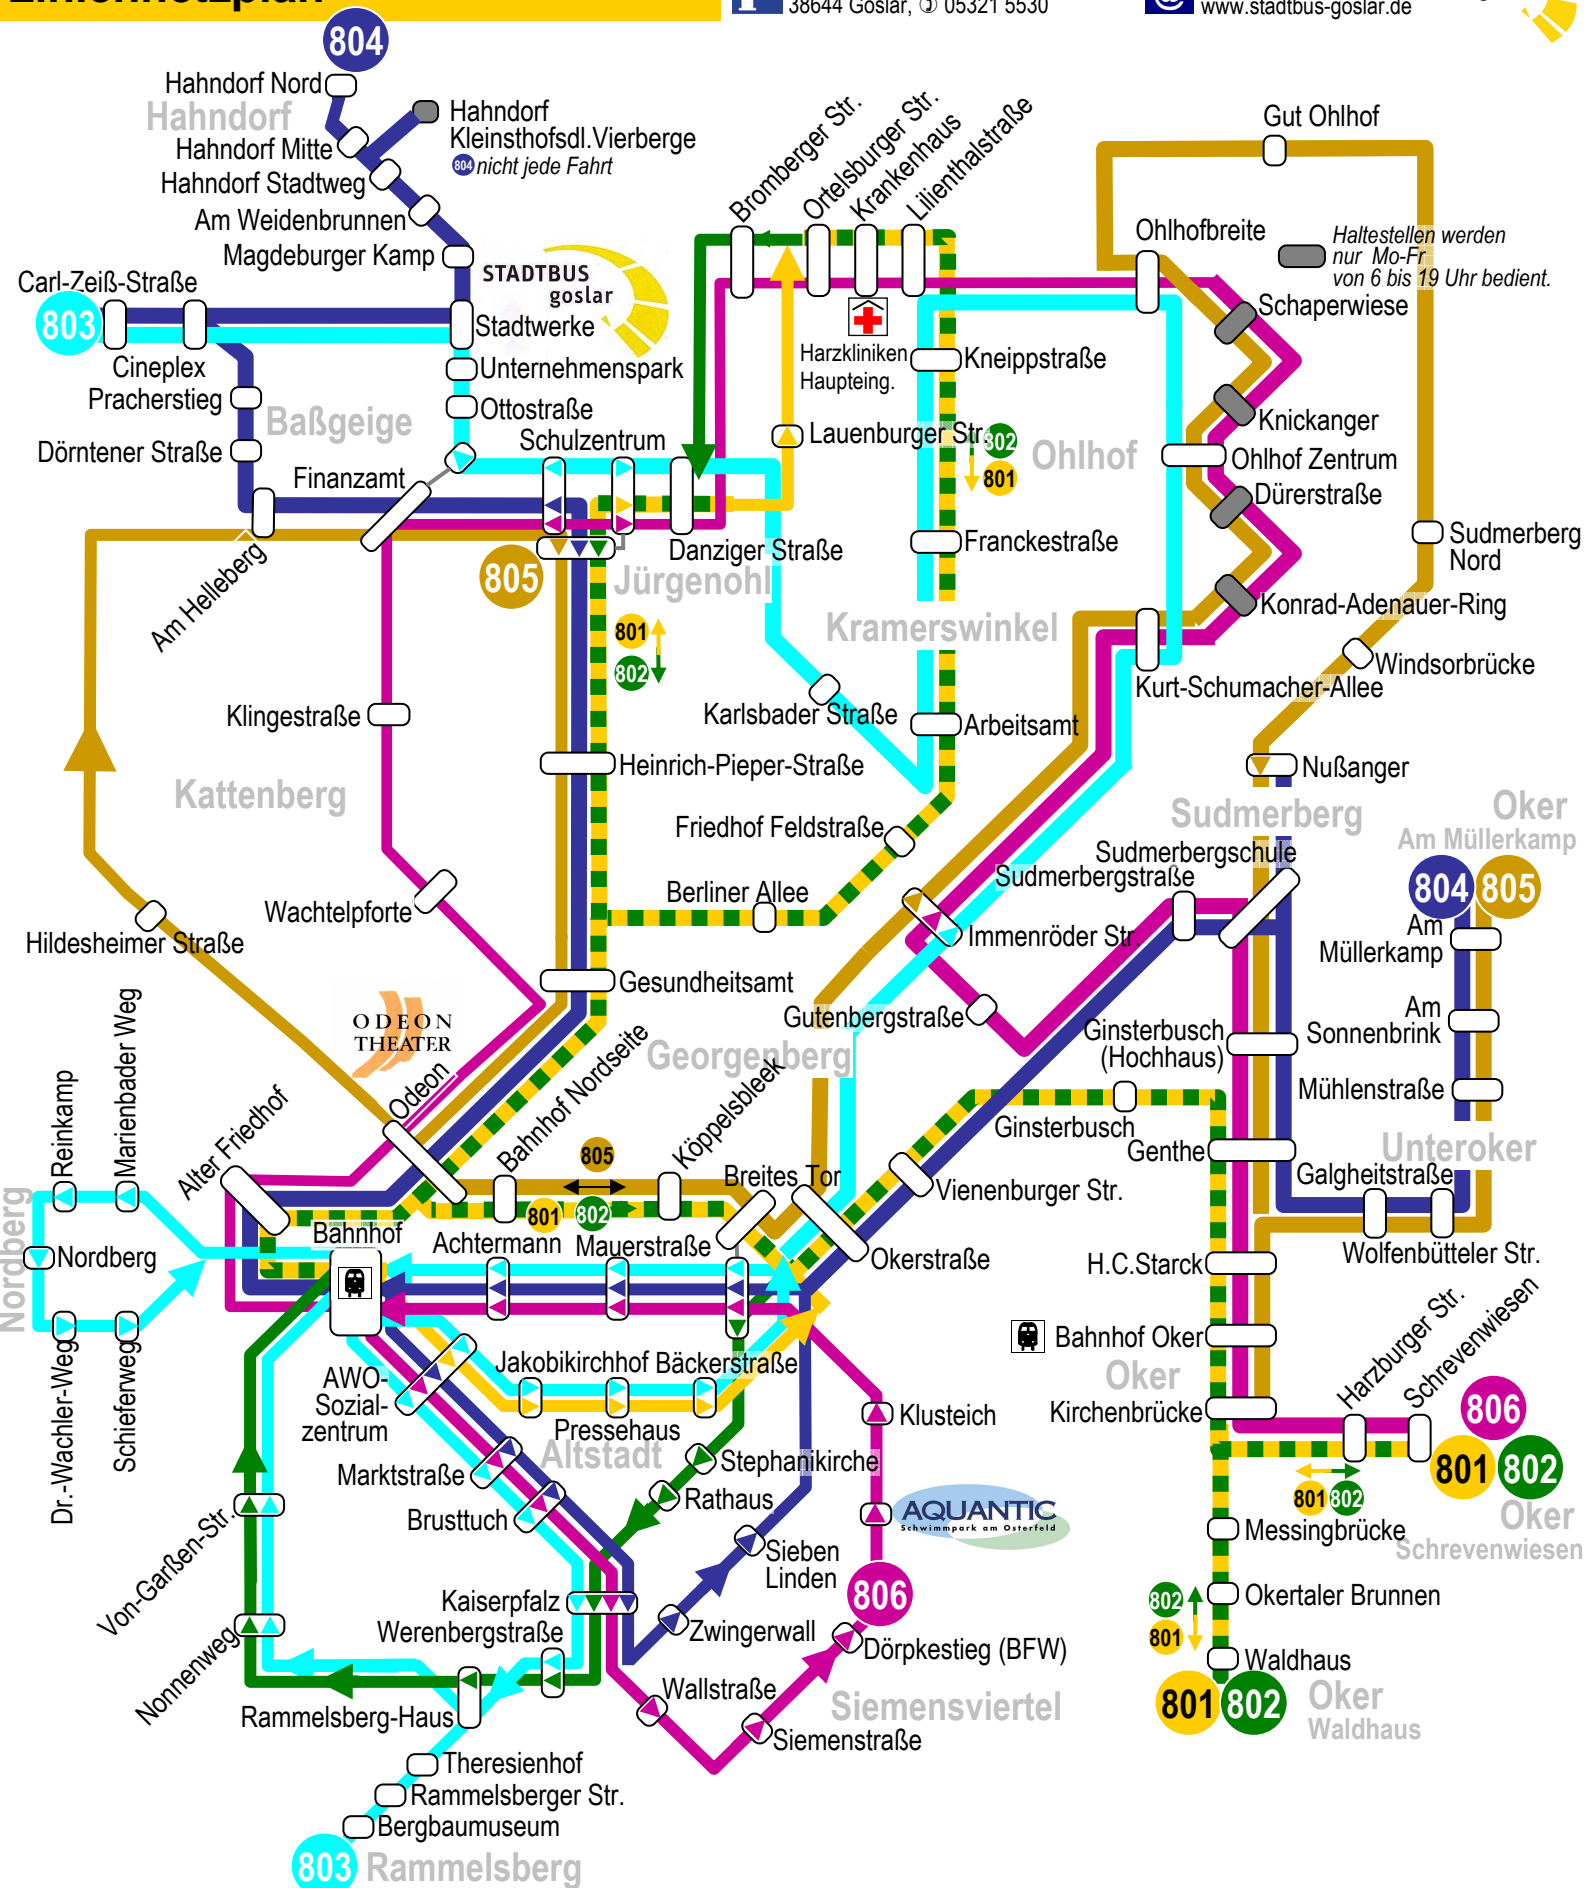 38644 Goslar, ✆ 05321 5530
www.stadtbus-goslar.de
804
Hahndorf Nord
Hahndorf
Hahndorf Mitte
Hahndorf Stadtweg
Am Weidenbrunnen
Magdeburger Kamp
Hahndorf
Kleinsthofsdl.Vierberge
804 nicht jede Fahrt
Carl-Zeiß-Straße
803
Cineplex
Pracherstieg
Dörntener Straße
Baßgeige
STADTBUS
goslar
Stadtwerke
Unternehmenspark
Ottostraße
Schulzentrum
Finanzamt
Am Helleberg
805
Jürgenohl
Danziger Straße
Bromberger Str.
Ortelsburger Str.
Krankenhaus
Lilienthalstraße
Harzkliniken
Haupteing.
Lauenburger Str.
802
801
Kneippstraße
Franckestraße
Ohlhof
Gut Ohlhof
Ohlhofbreite
Haltestellen werden
nur Mo-Fr
von 6 bis 19 Uhr bedient.
Schaperwiese
Knickanger
Ohlhof Zentrum
Dürerstraße
Konrad-Adenauer-Ring
Kurt-Schumacher-Allee
Sudmerberg
Nord
Windsorbrücke
Nußanger
Sudmerberg
801
802
Kramerswinkel
Karlsbader Straße
Arbeitsamt
Klingestraße
Kattenberg
Heinrich-Pieper-Straße
Friedhof Feldstraße
Berliner Allee
Wachtelpforte
Hildesheimer Straße
Gesundheitsamt
Sudmerbergschule
Sudmerbergstraße
Immenröder Str.
Gutenbergstraße
Georgenberg
Oker
Am Müllerkamp
804
805
Am
Müllerkamp
Am
Sonnenbrink
Mühlenstraße
Unteroker
Galgheitstraße
Wolfenbütteler Str.
Ginsterbusch
(Hochhaus)
Ginsterbusch
Genthe
H.C.Starck
Bahnhof Oker
Oker
Kirchenbrücke
Harzburger Str.
Schrevenwiesen
806
801
802
Oker
Schrevenwiesen
801
802
Messingbrücke
Okertaler Brunnen
802
801
Waldhaus
801
802
Oker
Waldhaus
ODEON
THEATER
Odeon
Bahnhof Nordseite
Köppelsbleek
Breites Tor
805
801
802
Vienenburger Str.
Okerstraße
Alter Friedhof
Bahnhof
Achtermann
Mauerstraße
Reinkamp
Marienbader Weg
Nordberg
Nordberg
Dr.-Wachler-Weg
Schieferweg
AWO-
Sozial-
zentrum
Jakobikirchhof
Bäckerstraße
Pressehaus
Altstadt
Marktstraße
Brusttuch
Stephanikirche
Rathaus
Klusteich
AQUANTIC
Schwimmpark am Osterfeld
806
Sieben
Linden
Zwingerwall
Dörpkestieg (BFW)
Wallstraße
Siemenstraße
Siemensviertel
Kaiserpfalz
Werenbergstraße
Von-Garßen-Str.
Nonnenweg
Rammelsberg-Haus
Theresienhof
Rammelsberger Str.
Bergbaumuseum
803
Rammelsberg